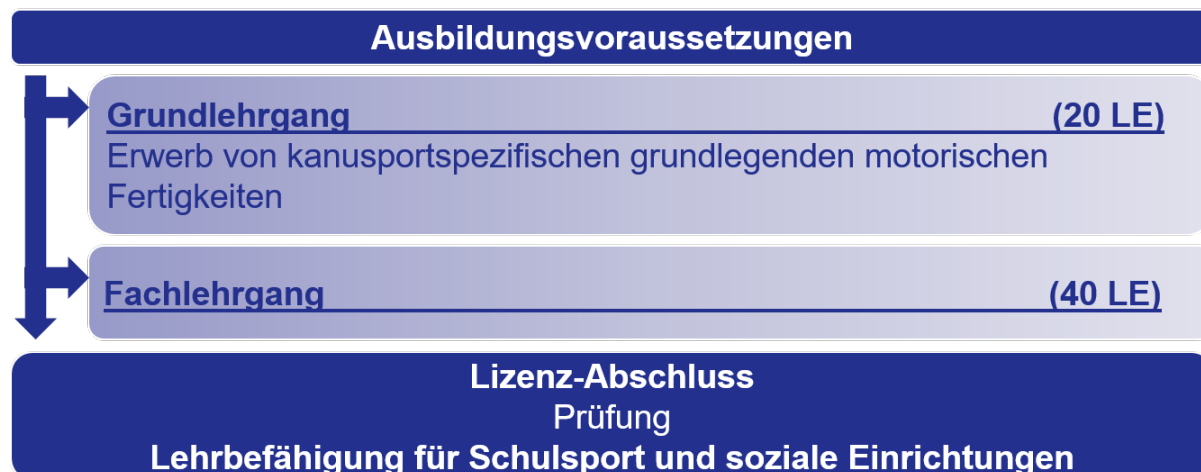 Ausbildungsvoraussetzungen
Grundlehrgang (20 LE)
Erwerb von kanusportspezifischen grundlegenden motorischen
Fertigkeiten
Fachlehrgang (40 LE)
Lizenz-Abschluss
Prüfung
Lehrbefähigung für Schulsport und soziale Einrichtungen